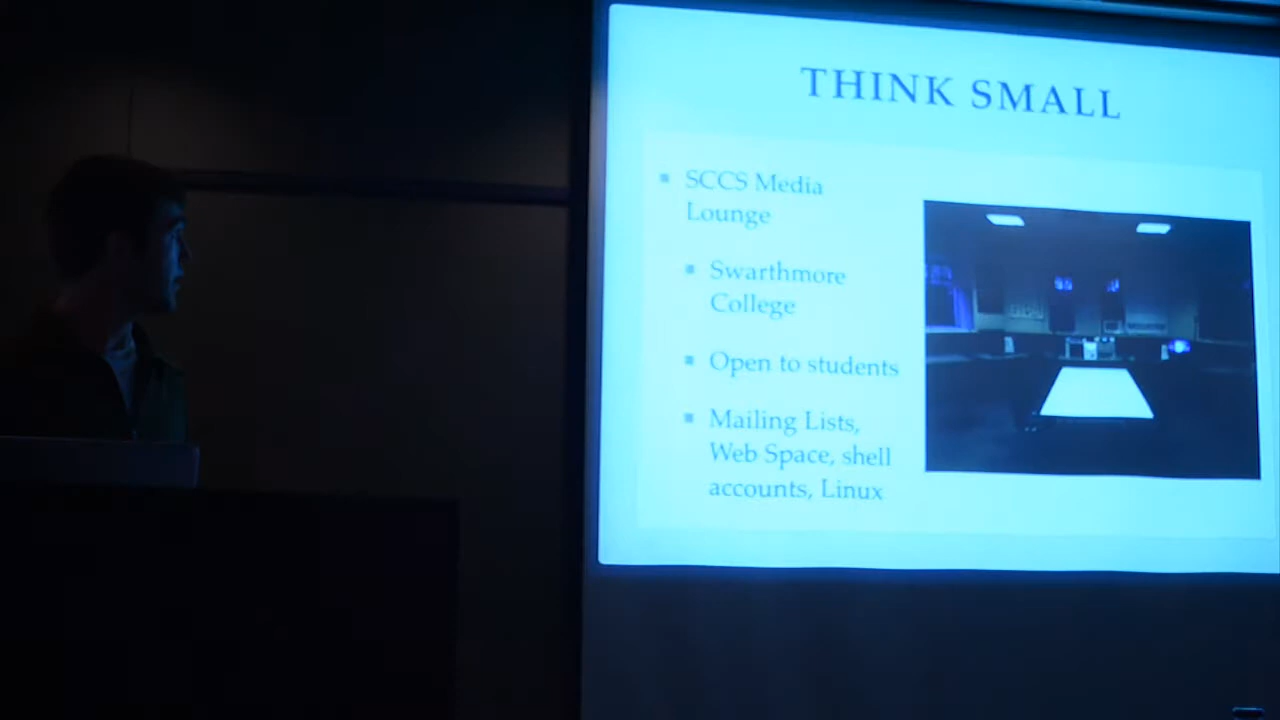 THINK SMALL
SCCS Media
Lounge
Swarthmore
College
Open to students
Mailing Lists,
Web Space, shell
accounts, Linux